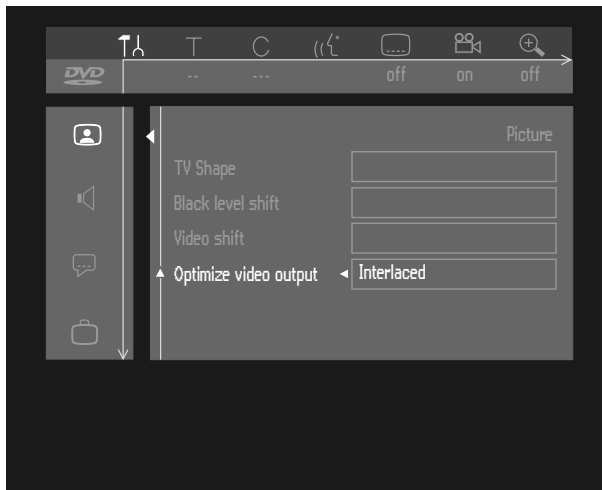 T C
DVD -- --- off on off
Picture
TV Shape
Black level shift
Video shift
Optimize video output Interlaced